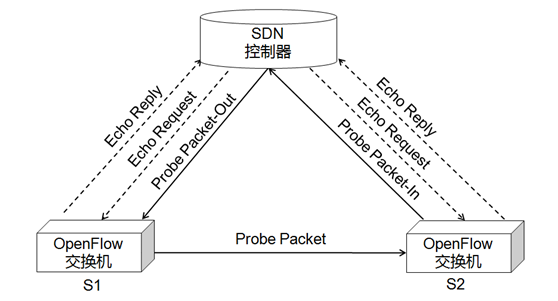 SDN
控制器
Echo Reply
Echo Request
Probe Packet-Out
Echo Reply
Echo Request
Probe Packet-In
OpenFlow
交换机
S1
Probe Packet
OpenFlow
交换机
S2